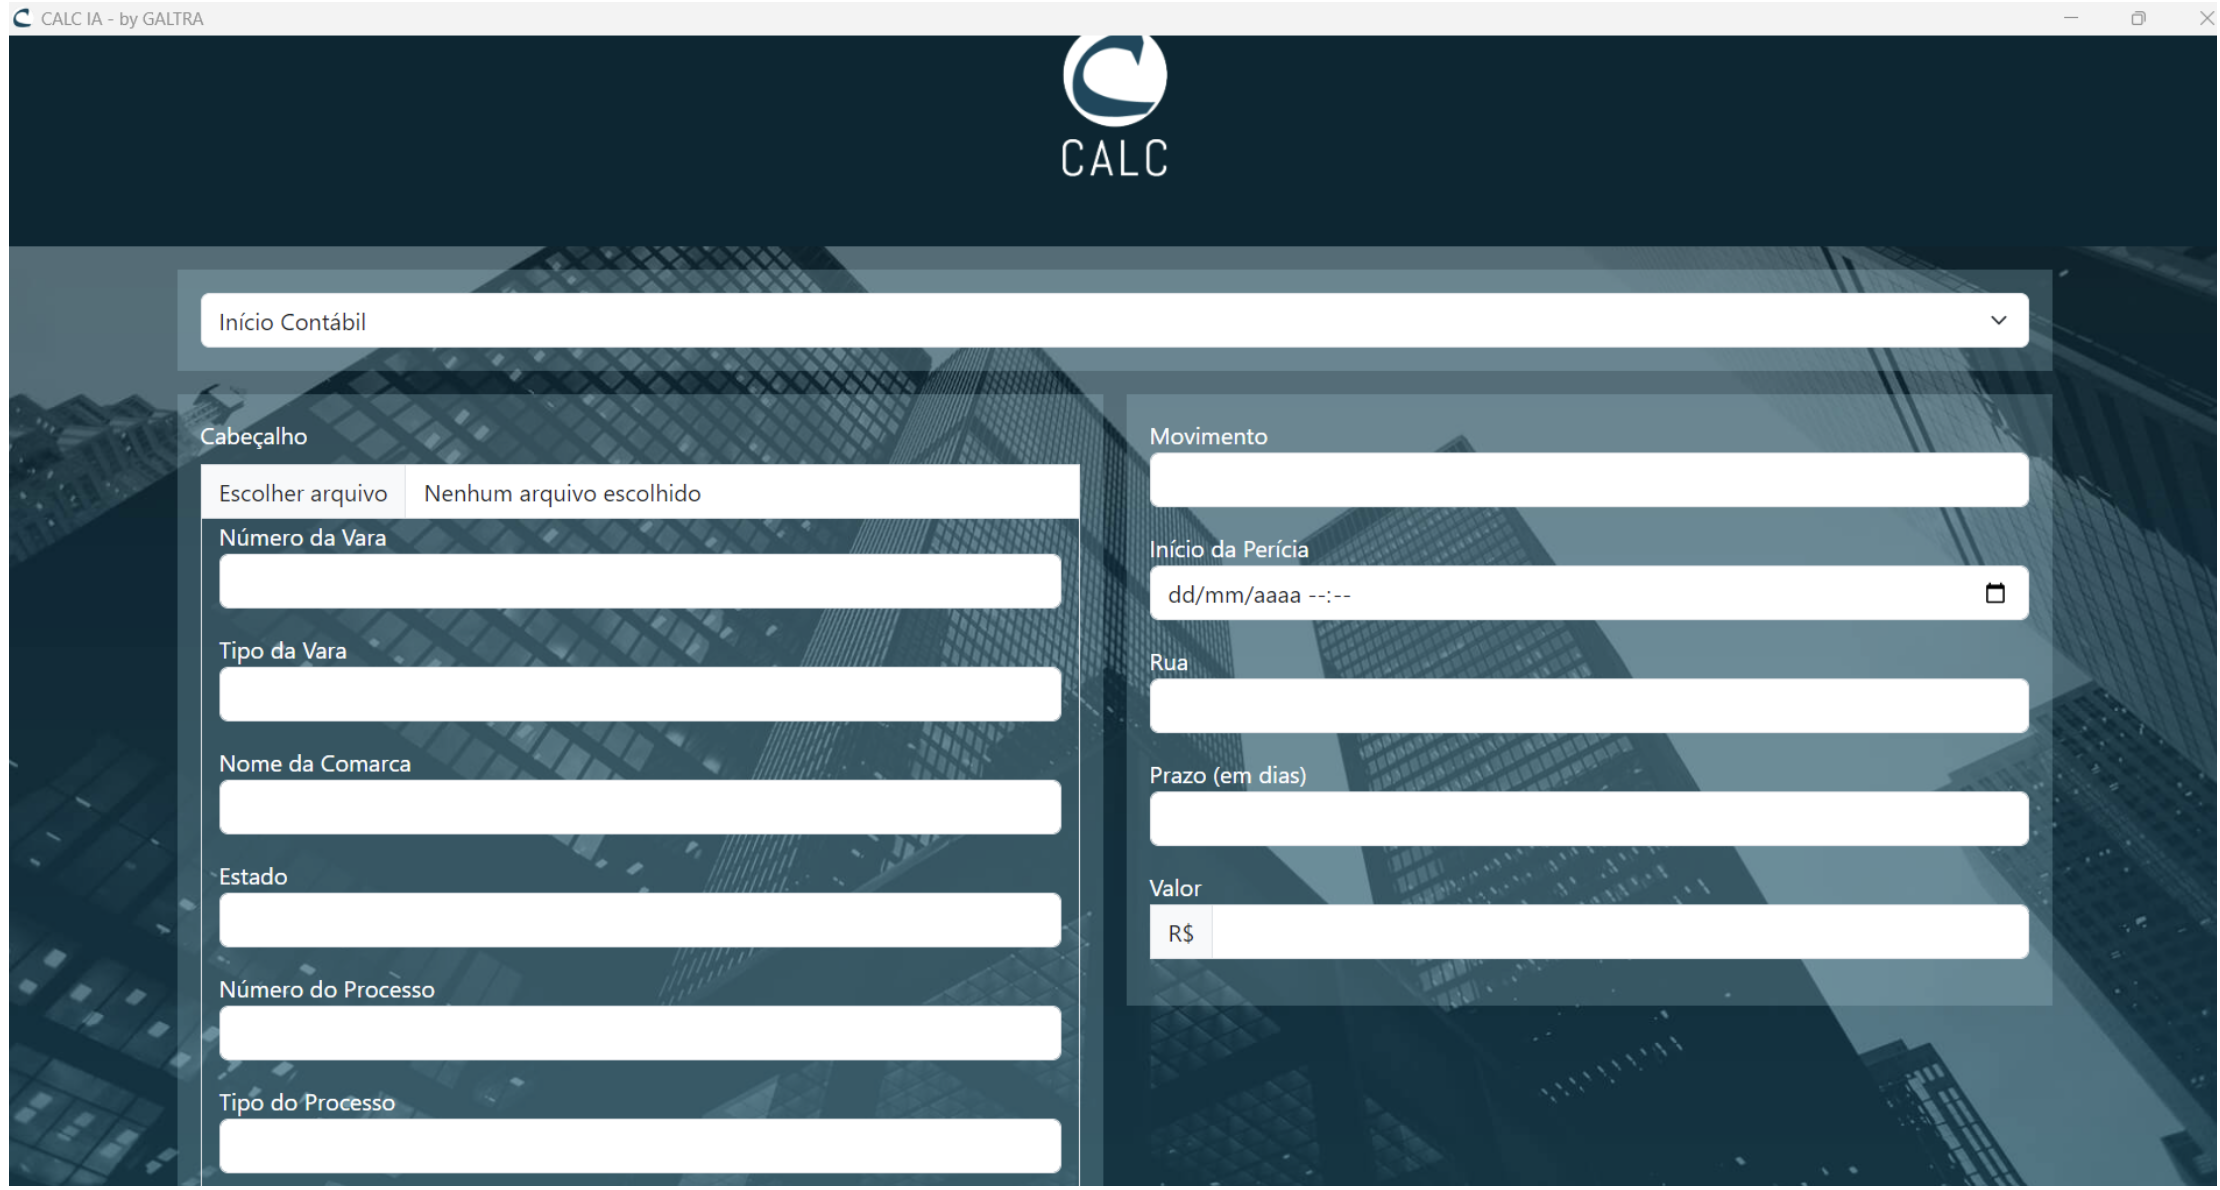 CALC IA - by GALTRA
CALC
Início Contábil
Cabeçalho
Escolher arquivo Nenhum arquivo escolhido
Número da Vara
Tipo da Vara
Nome da Comarca
Estado
Número do Processo
Tipo do Processo
Movimento
Início da Perícia
dd/mm/aaaa --:--
Rua
Prazo (em dias)
Valor
R$